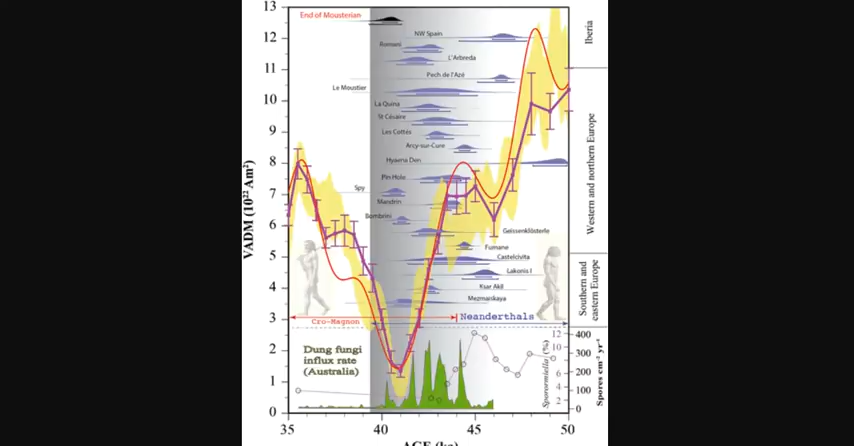 13
12
11
10
9
8
7
6
5
4
3
2
1
0
VADM (10²² Am²)
End of Mousterian
NW Spain
Romani
L'Arbreda
Pech de l'Azé
Le Moustier
La Quina
St Césaire
Les Cottés
Arcy-sur-Cure
Hyaena Den
Pin Hole
Spy
Mandrin
Bombrini
Geissenklösterle
Fumane
Castelcivita
Lakonis I
Ksar Akil
Mezmaiskaya
Cro-Magnon
Neanderthals
Dung fungi
influx rate
(Australia)
Iberia
Western and northern Europe
Southern and
eastern Europe
12
10
8
6
4
2
Sporormiella (%)
400
300
200
100
0
Spores cm⁻² yr⁻¹
35
40
45
50
AGE (ka)